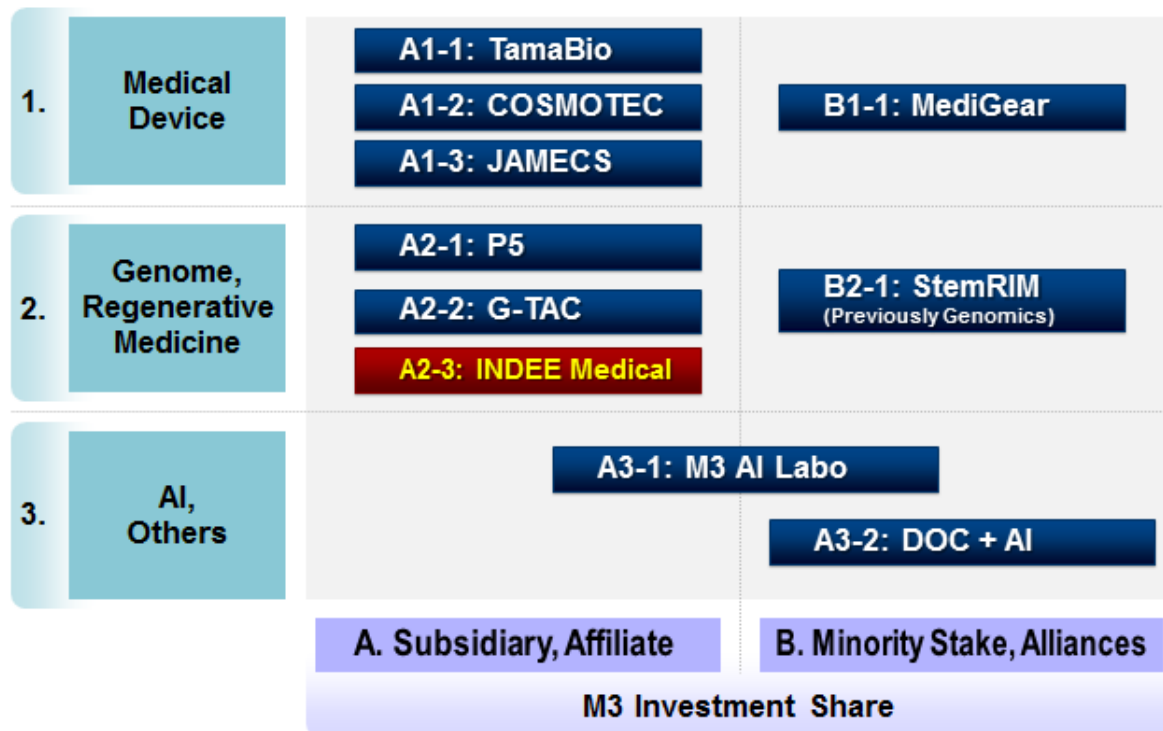 1.
Medical
Device
A1-1: TamaBio
A1-2: COSMOTEC
A1-3: JAMECS
B1-1: MediGear
2.
Genome,
Regenerative
Medicine
A2-1: P5
A2-2: G-TAC
A2-3: INDEE Medical
B2-1: StemRIM
(Previously Genomics)
3.
AI,
Others
A3-1: M3 AI Labo
A3-2: DOC + AI
A. Subsidiary, Affiliate
B. Minority Stake, Alliances
M3 Investment Share